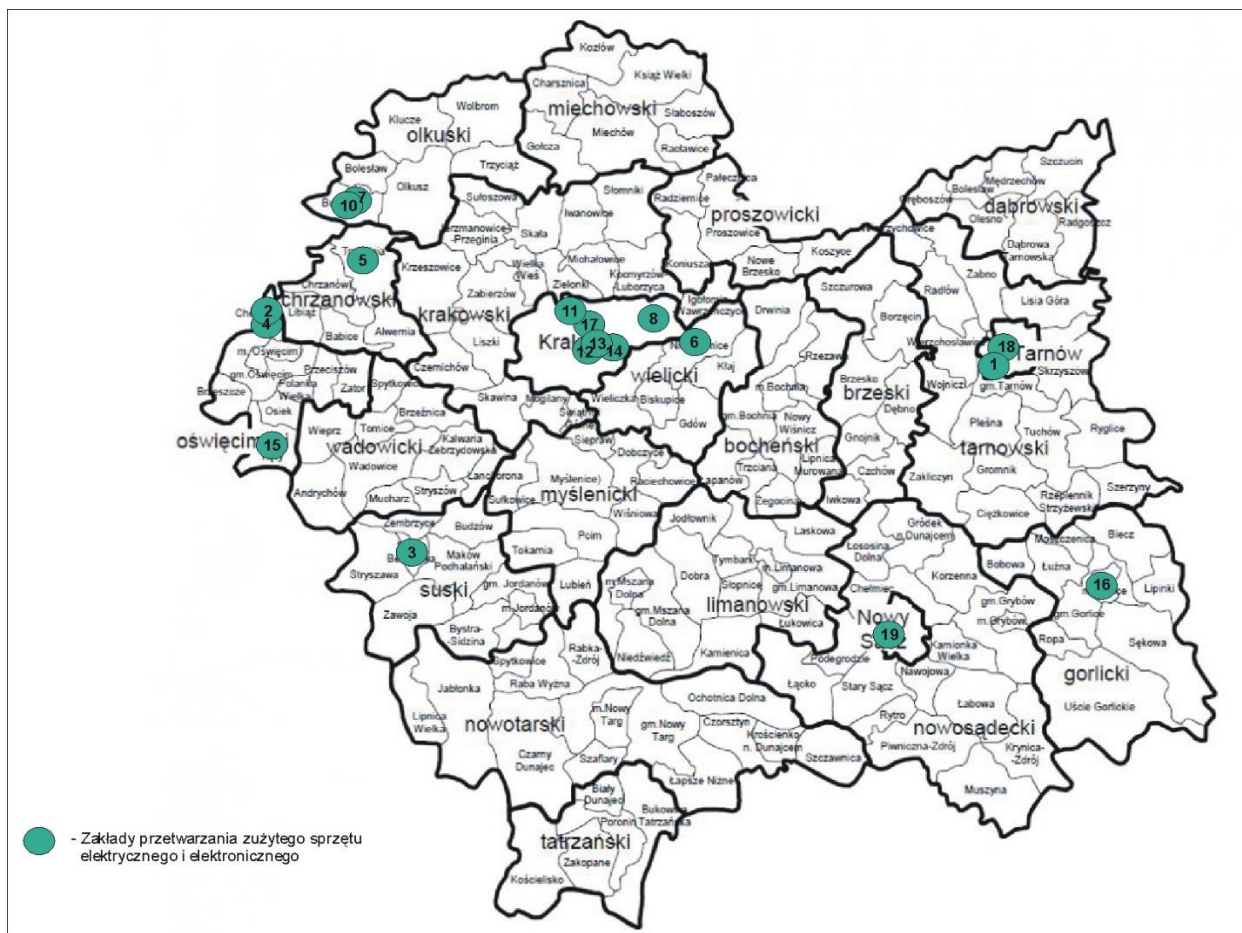 Kozłów
Charsznica
Książ Wielki
miechowski
Słaboszów
Miechów
Gołcza
Racławice
Wolbrom
Klucze
olkuski
Bolesław
Trzyciąż
Olkusz
7
10
Szczucin
Mędrzechów
Bolesław
dąbrowski
Gręboszów
Olesno
Radgoszcz
Dąbrowa
Tarnowska
Pałecznica
Radziemice
proszowicki
Proszowice
Koszyce
Koniusza
Nowe
Brzesko
Słomniki
Sułoszowa
Iwanowice
Jerzmanowice-
-Przeginia
Skała
Michałowice
Wielka
Wieś
Krzeszowice
Kocmyrzów-
Luborzyca
Zielonki
Zabierzów
krakowski
Igołomia
Wawrzeńczyce
Liszki
Czernichów
Skawina
Mogilany
5
Chrzanów
chrzanowski
Libiąż
Babice
Alwernia
2
4
11
17
8
13
12
14
6
wielicki
Kłaj
Wieliczka
Biskupice
Gdów
Drwinia
Rzezawa
m.Bochnia
gm.Bochnia
Nowy
Wiśnicz
bocheński
Trzciana
Lipnica
Murowana
Łapanów
Żegocina
Szczurowa
Borzęcin
Brzesko
brzeski
Dębno
Gnojnik
Czchów
Iwkowa
Żabno
Radłów
Lisia Góra
Wierzchosławice
18
Tarnów
1
Skrzyszów
Wojnicz
gm.Tarnów
Pleśna
Tuchów
Ryglice
tarnowski
Zakliczyn
Gromnik
Szerzyny
Rzepiennik
Strzyżewski
Ciężkowice
m. Oświęcim
gm.Oświęcim
Przeciszów
Brzeszcze
Polanka
Wielka
Zator
Osiek
15
Spytkowice
Brzeźnica
Wieprz
Tomice
wadowicki
Kalwaria
Zebrzydowska
Wadowice
Lanckorona
Andrychów
Mucharz
Stryszów
Siepraw
Dobczyce
Myślenice)
Raciechowice
myślenicki
Sułkowice
Wiśniowa
Pcim
Tokarnia
Lubień
Zembrzyce
Budzów
3
Maków
Podhalański
Stryszawa
suski
gm.Jordanów
m.Jordanów
Zawoja
Bystra-
-Sidzina
Jodłownik
Laskowa
Tymbark
m.Limanowa
m.Mszana
Dolna
Dobra
Słopnice
gm.Limanowa
limanowski
gm.Mszana
Dolna
Łukowica
Niedźwiedź
Kamienica
Gródek
n.Dunajcem
Łososina
Dolna
Korzenna
Chełmiec
gm.Grybów
m.Grybów
Nowy
19
Kamionka
Wielka
Podegrodzie
Nawojowa
Łącko
Stary Sącz
Łabowa
Rytro
nowosądecki
Piwniczna-Zdrój
Krynica
-Zdrój
Muszyna
Moszczenica
Biecz
Bobowa
Łużna
16
Lipinki
gm.Gorlice
Ropa
Sękowa
gorlicki
Uście Gorlickie
Rabka-
Zdrój
Spytkowice
Raba Wyżna
Jabłonka
Ochotnica Dolna
nowotarski
m.Nowy
Targ
gm.Nowy
Targ
Czorsztyn
Lipnica
Wielka
Krościenko
n. Dunajcem
Czarny
Dunajec
Szaflary
Szczawnica
Łapsze Niżne
Biały
Dunajec
Bukowina
Tatrzańska
Poronin
tatrzański
Zakopane
Kościelisko
- Zakłady przetwarzania zużytego sprzętu
elektrycznego i elektronicznego